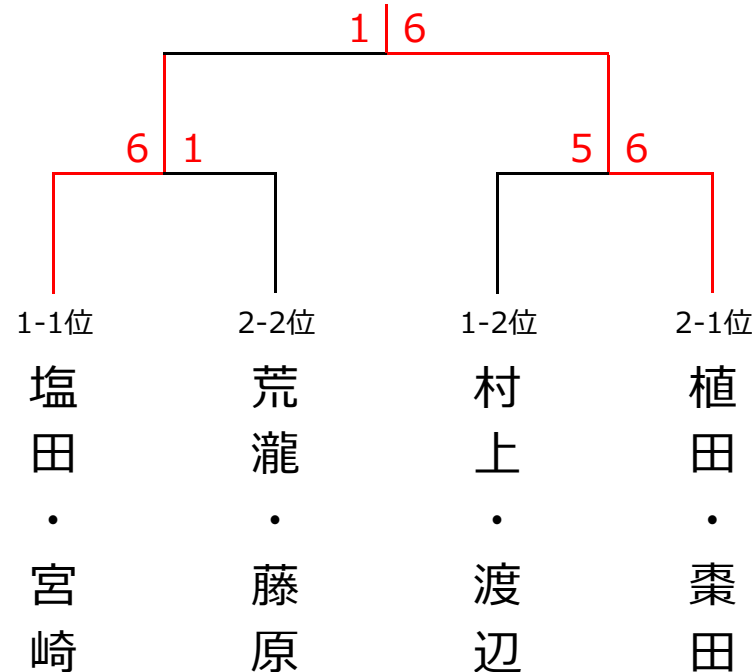 1 6
6 1
5 6
1-1位
2-2位
1-2位
2-1位
塩田・宮崎
荒瀧・藤原
村上・渡辺
植田・棗田